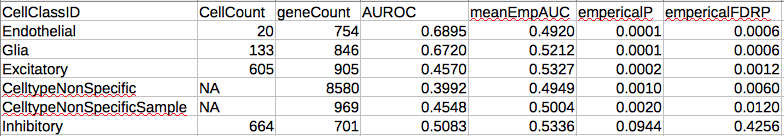 CellClassID CellCount geneCount AUROC meanEmpAUC empericalP empericalFDRP
Endothelial 20 754 0.6895 0.4920 0.0001 0.0006
Glia 133 846 0.6720 0.5212 0.0001 0.0006
Excitatory 605 905 0.4570 0.5327 0.0002 0.0012
CelltypeNonSpecific NA 8580 0.3992 0.4949 0.0010 0.0060
CelltypeNonSpecificSample NA 969 0.4548 0.5004 0.0020 0.0120
Inhibitory 664 701 0.5083 0.5336 0.0944 0.4256